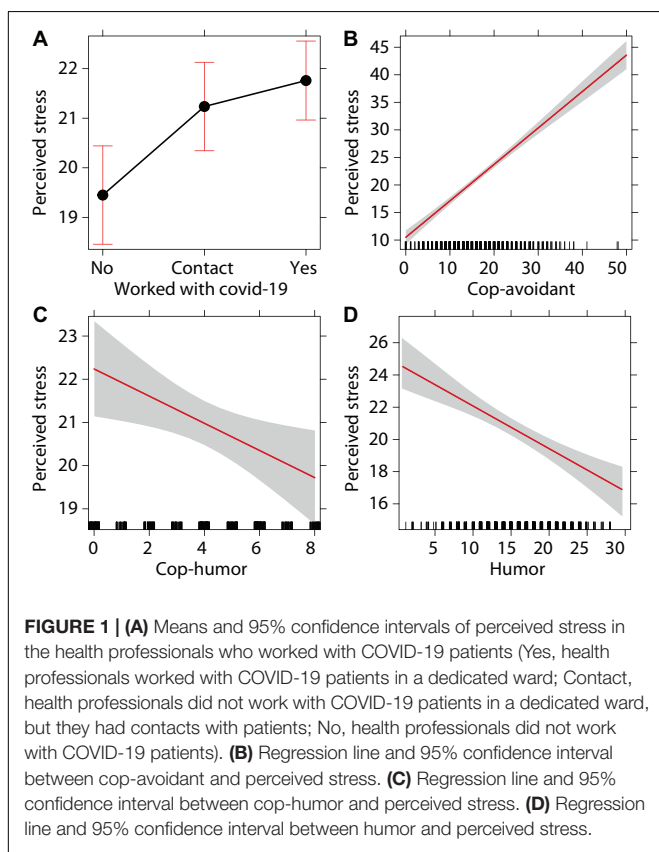 A
Perceived stress
22
21
20
19
No Contact Yes
Worked with covid-19
B
Perceived stress
45
40
35
30
25
20
15
10
0 10 20 30 40 50
Cop-avoidant
C
Perceived stress
23
22
21
20
19
18
0 2 4 6 8
Cop-humor
D
Perceived stress
26
24
22
20
18
16
5 10 15 20 25 30
Humor
FIGURE 1 | (A) Means and 95% confidence intervals of perceived stress in
the health professionals who worked with COVID-19 patients (Yes, health
professionals worked with COVID-19 patients in a dedicated ward; Contact,
health professionals did not work with COVID-19 patients in a dedicated ward,
but they had contacts with patients; No, health professionals did not work
with COVID-19 patients). (B) Regression line and 95% confidence interval
between cop-avoidant and perceived stress. (C) Regression line and 95%
confidence interval between cop-humor and perceived stress. (D) Regression
line and 95% confidence interval between humor and perceived stress.